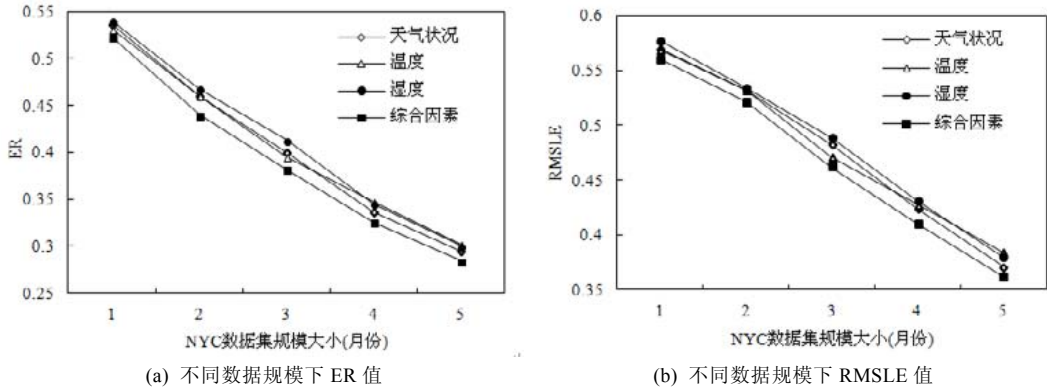 0.55
0.5
0.45
0.4
0.35
0.3
0.25
ER
天气状况
温度
湿度
综合因素
1 2 3 4 5
NYC数据集规模大小(月份)
(a) 不同数据规模下 ER 值
0.6
0.55
0.5
0.45
0.4
0.35
RMSLE
天气状况
温度
湿度
综合因素
1 2 3 4 5
NYC数据集规模大小(月份)
(b) 不同数据规模下 RMSLE 值